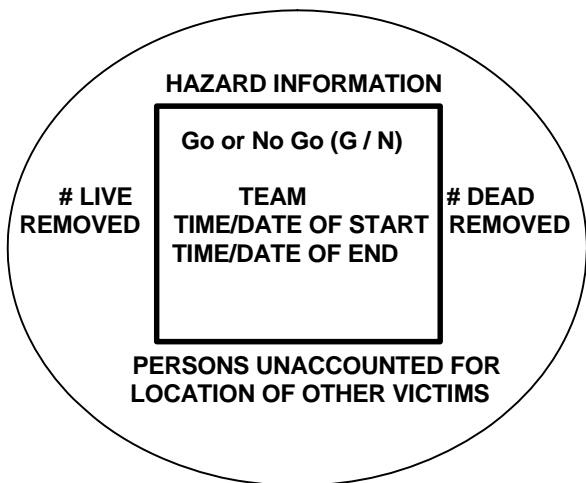 HAZARD INFORMATION
Go or No Go (G / N)
# LIVE
REMOVED
TEAM
TIME/DATE OF START
TIME/DATE OF END
# DEAD
REMOVED
PERSONS UNACCOUNTED FOR
LOCATION OF OTHER VICTIMS